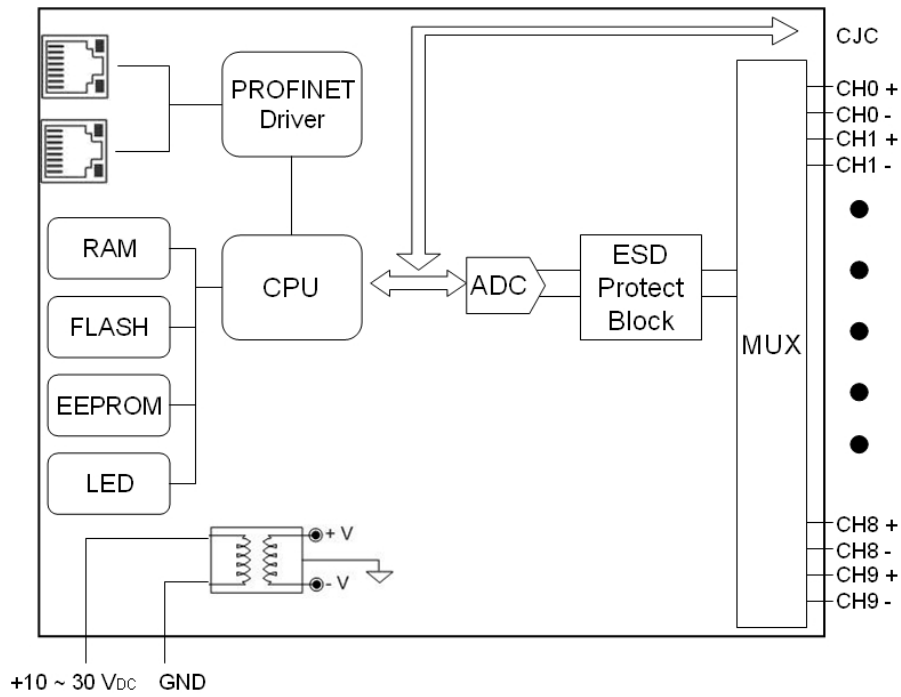 CJC
PROFINET
Driver
CH0 +
CH0 -
CH1 +
CH1 -
RAM
CPU
ADC
ESD
Protect
Block
FLASH
MUX
EEPROM
LED
+ V
- V
CH8 +
CH8 -
CH9 +
CH9 -
+10 ~ 30 VDC
GND